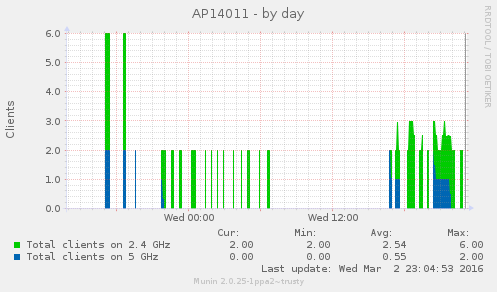 AP14011 - by day
RRDTOOL / TOBI OETIKER
Clients
6.0
5.0
4.0
3.0
2.0
1.0
0.0
Wed 00:00 Wed 12:00
Cur: Min: Avg: Max:
Total clients on 2.4 GHz 2.00 2.00 2.54 6.00
Total clients on 5 GHz 0.00 0.00 0.55 2.00
Last update: Wed Mar 2 23:04:53 2016
Munin 2.0.25-1ppa2~trusty